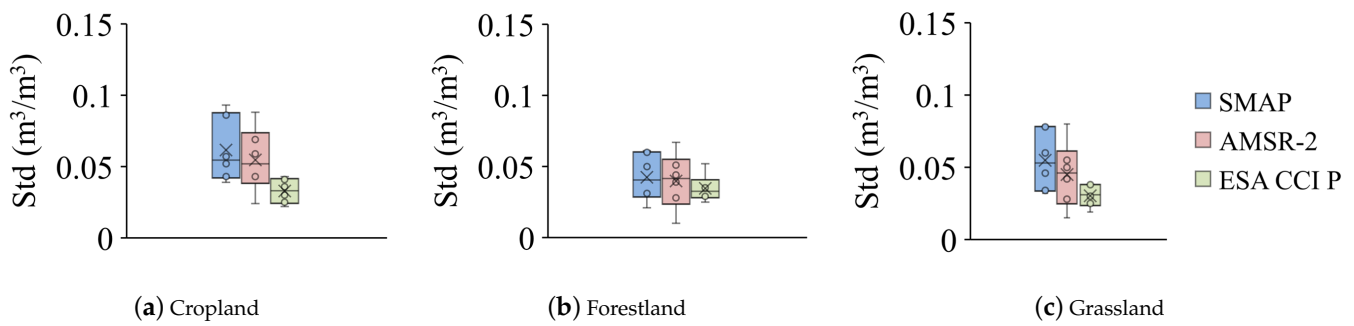 Std (m³/m³)
0.15
0.1
0.05
0
(a) Cropland
Std (m³/m³)
0.15
0.1
0.05
0
(b) Forestland
Std (m³/m³)
0.15
0.1
0.05
0
(c) Grassland
SMAP
AMSR-2
ESA CCI P